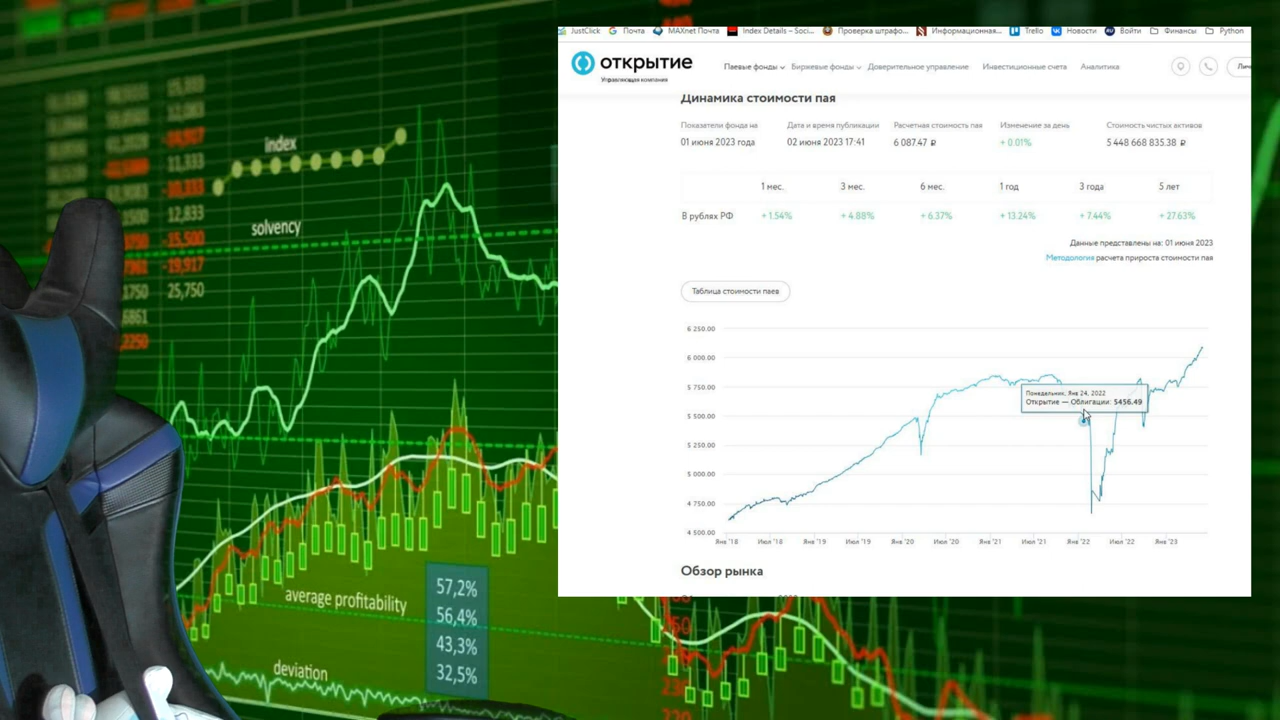 JustClick
Почта
MAXnet Почта
Index Details – Soci...
Проверка штрафо...
Информационная...
Trello
Новости
Войти
Финансы
Python
открытие
Управляющая компания
Паевые фонды
Биржевые фонды
Доверительное управление
Инвестиционные счета
Аналитика
Динамика стоимости пая
Показатели фонда на
Дата и время публикации
Расчетная стоимость пая
Изменение за день
Стоимость чистых активов
01 июня 2023 года
02 июня 2023 17:41
6 087.47 ₽
+ 0.01%
5 448 668 835.38 ₽
1 мес.
3 мес.
6 мес.
1 год
3 года
5 лет
В рублях РФ
+ 1.54%
+ 4.88%
+ 6.37%
+ 13.24%
+ 7.44%
+ 27.63%
Данные представлены на: 01 июня 2023
Методология расчета прироста стоимости пая
Таблица стоимости паев
6 250.00
6 000.00
5 750.00
5 500.00
5 250.00
5 000.00
4 750.00
4 500.00
Понедельник, Янв 24, 2022
Открытие — Облигации: 5456.49
Янв '18
Июл '18
Янв '19
Июл '19
Янв '20
Июл '20
Янв '21
Июл '21
Янв '22
Июл '22
Янв '23
Обзор рынка
index
solvency
11,333
12,833
-15,500
-19,917
25,750
average profitability
57,2%
56,4%
43,3%
32,5%
deviation